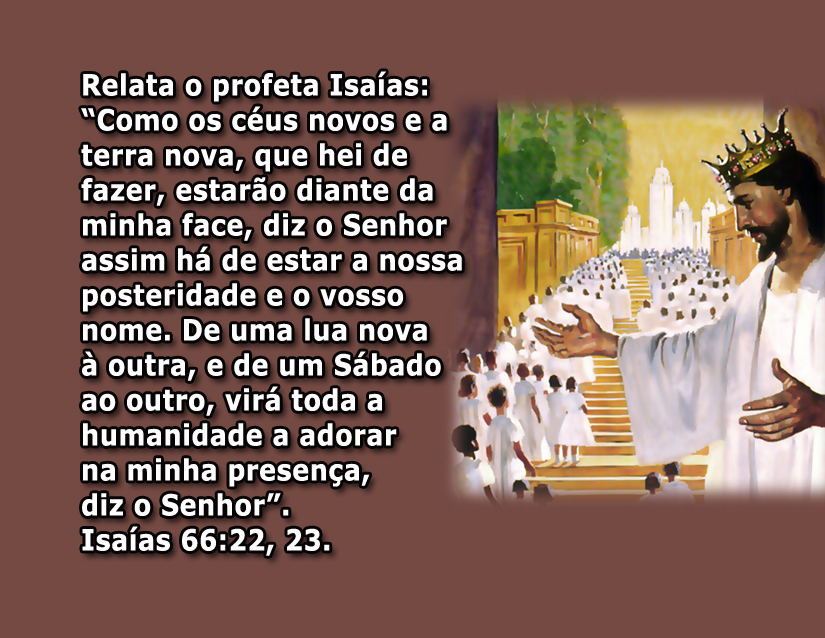 Relata o profeta Isaías:
“Como os céus novos e a
terra nova, que hei de
fazer, estarão diante da
minha face, diz o Senhor
assim há de estar a nossa
posteridade e o vosso
nome. De uma lua nova
à outra, e de um Sábado
ao outro, virá toda a
humanidade a adorar
na minha presença,
diz o Senhor”.
Isaías 66:22, 23.